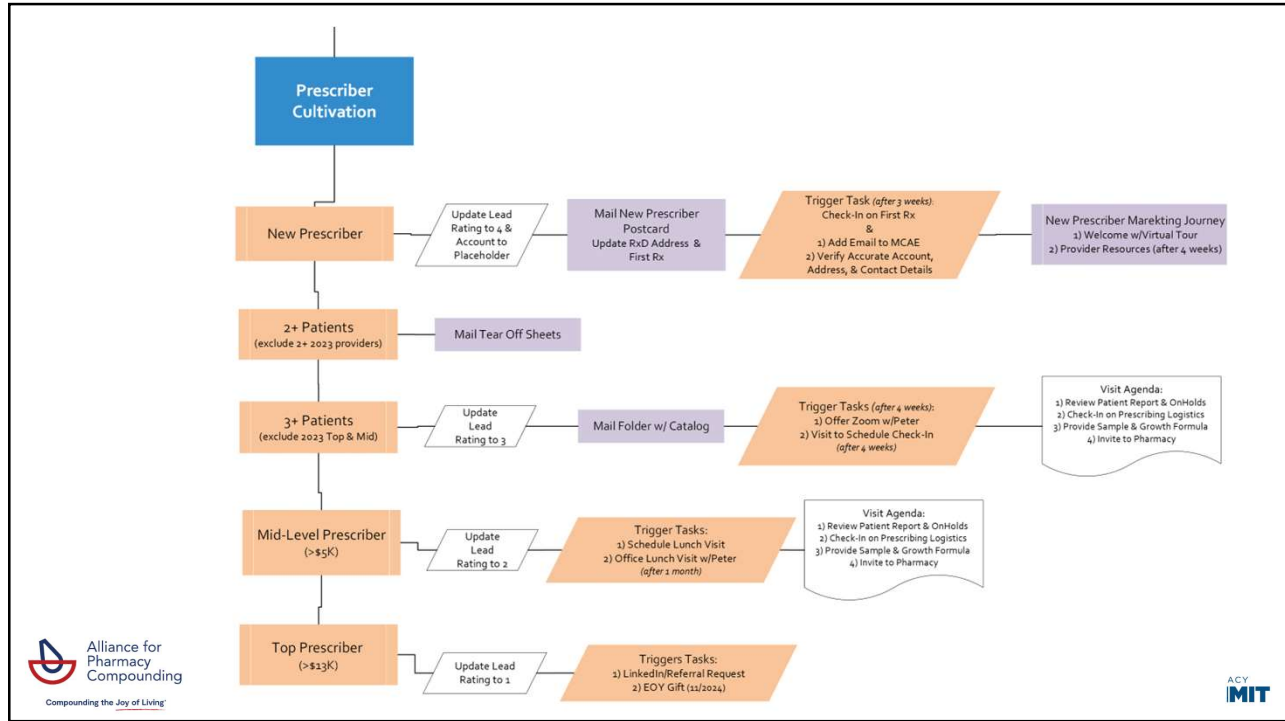 Prescriber
Cultivation
New Prescriber
Update Lead
Rating to 4 &
Account to
Placeholder
Mail New Prescriber
Postcard
Update RxD Address &
First Rx
Trigger Task (after 3 weeks):
Check-In on First Rx
&
1) Add Email to MCAE
2) Verify Accurate Account,
Address, & Contact Details
New Prescriber Marekting Journey
1) Welcome w/Virtual Tour
2) Provider Resources (after 4 weeks)
2+ Patients
(exclude 2+ 2023 providers)
Mail Tear Off Sheets
3+ Patients
(exclude 2023 Top & Mid)
Update
Lead
Rating to 3
Mail Folder w/ Catalog
Trigger Tasks (after 4 weeks):
1) Offer Zoom w/Peter
2) Visit to Schedule Check-In
(after 4 weeks)
Visit Agenda:
1) Review Patient Report & OnHolds
2) Check-In on Prescribing Logistics
3) Provide Sample & Growth Formula
4) Invite to Pharmacy
Mid-Level Prescriber
(>$5K)
Update
Lead
Rating to 2
Trigger Tasks:
1) Schedule Lunch Visit
2) Office Lunch Visit w/Peter
(after 1 month)
Visit Agenda:
1) Review Patient Report & OnHolds
2) Check-In on Prescribing Logistics
3) Provide Sample & Growth Formula
4) Invite to Pharmacy
Top Prescriber
(>$13K)
Update Lead
Rating to 1
Triggers Tasks:
1) LinkedIn/Referral Request
2) EOY Gift (11/2024)
Alliance for
Pharmacy
Compounding
Compounding the Joy of Living
ACY
MIT